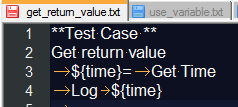 get_return_value.txt use_variable.txt
1 **Test Case **
2 Get return value
3 ${time}= Get Time
4 Log ${time}